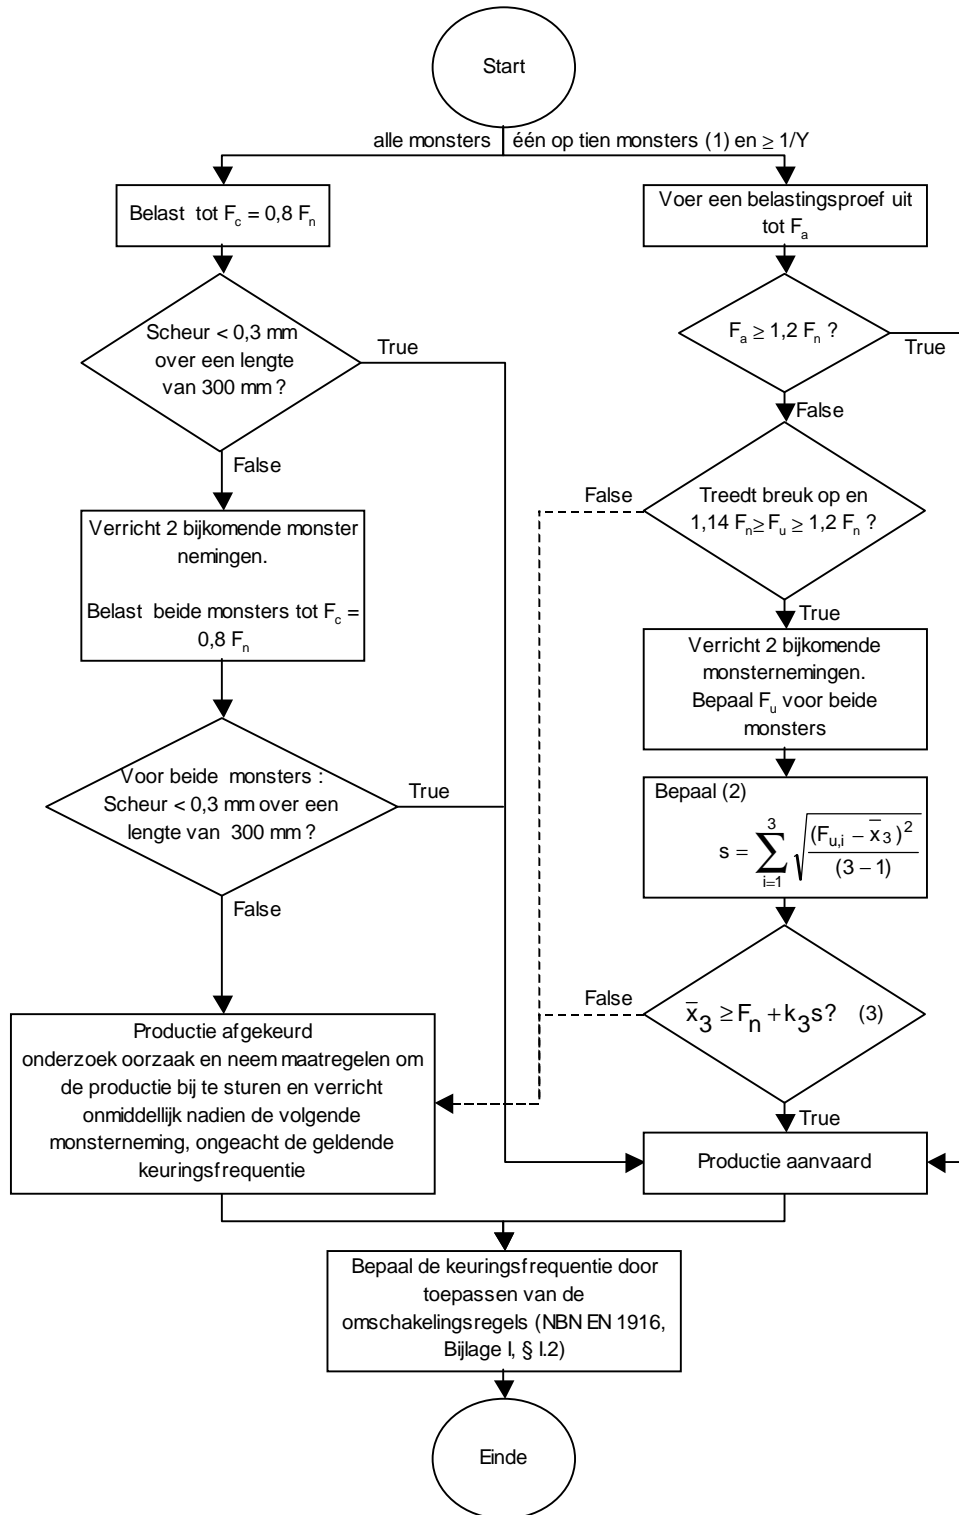 Start
alle monsters
één op tien monsters (1) en ≥ 1/Y
Belast tot F_c = 0,8 F_n
Voer een belastingsproef uit
tot F_a
Scheur < 0,3 mm
over een lengte
van 300 mm ?
True
F_a ≥ 1,2 F_n ?
True
False
False
Verricht 2 bijkomende monster
nemingen.
Belast beide monsters tot F_c =
0,8 F_n
False
Treedt breuk op en
1,14 F_n ≥ F_u ≥ 1,2 F_n ?
True
Verricht 2 bijkomende
monsternemingen.
Bepaal F_u voor beide
monsters
Voor beide monsters :
Scheur < 0,3 mm over een
lengte van 300 mm ?
True
False
Bepaal (2)
s = \sum_{i=1}^{3} \sqrt{\frac{(F_{u,i} - \overline{x}_3)^2}{(3 - 1)}}
False
\overline{x}_3 ≥ F_n + k_3 s? (3)
True
Productie afgekeurd
onderzoek oorzaak en neem maatregelen om
de productie bij te sturen en verricht
onmiddellijk nadien de volgende
monsterneming, ongeacht de geldende
keuringsfrequentie
Productie aanvaard
Bepaal de keuringsfrequentie door
toepassen van de
omschakelingsregels (NBN EN 1916,
Bijlage I, § I.2)
Einde